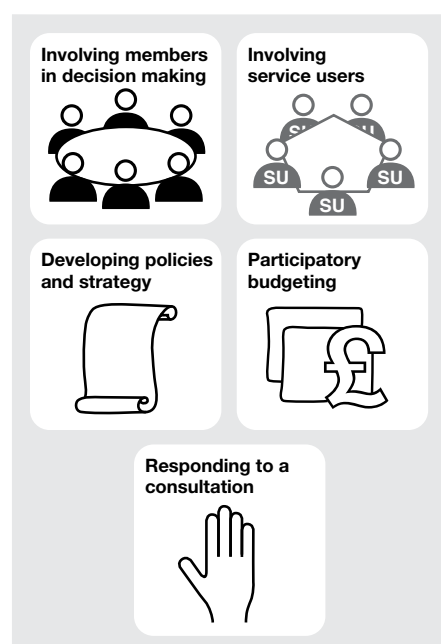 Involving members
in decision making
Involving
service users
SU
SU
SU
SU
SU
Developing policies
and strategy
Participatory
budgeting
£
Responding to a
consultation